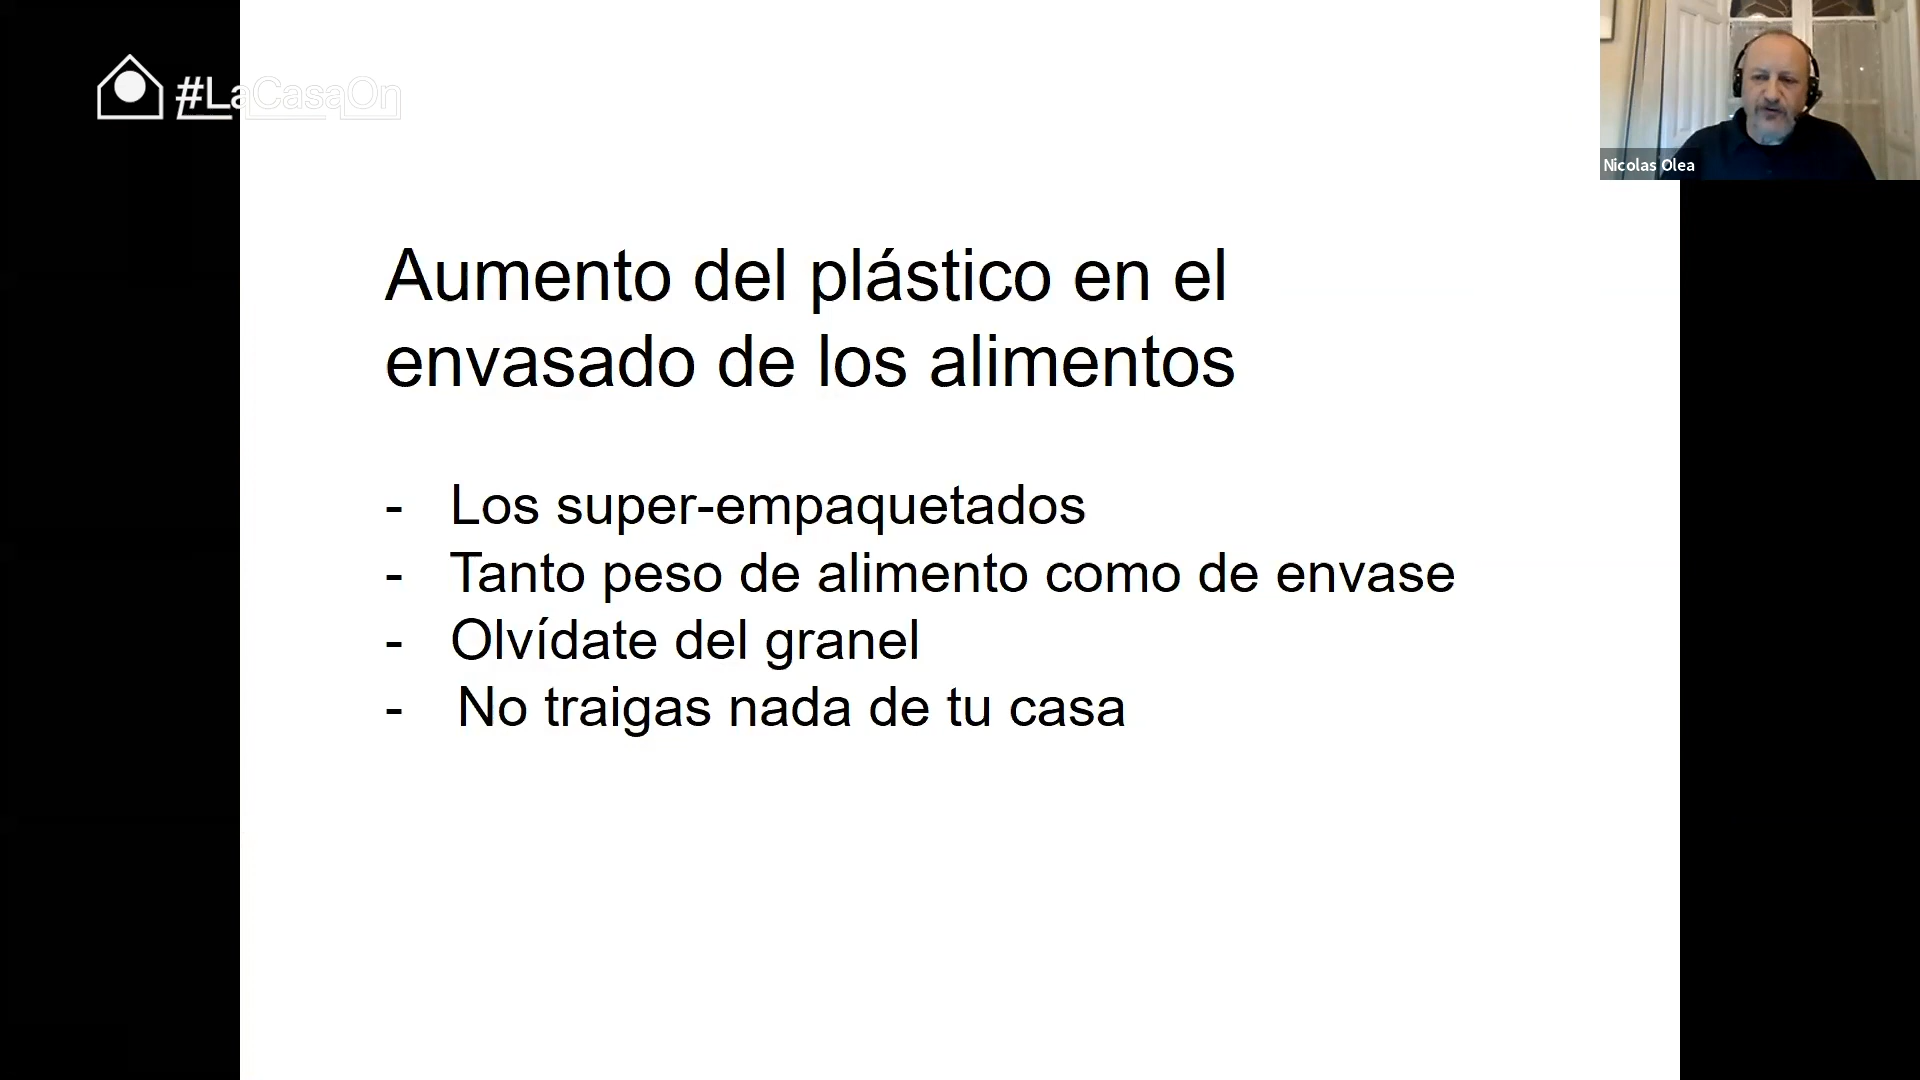 #LaCasaOn
Nicolas Olea
Aumento del plástico en el
envasado de los alimentos
- Los super-empaquetados
- Tanto peso de alimento como de envase
- Olvídate del granel
- No traigas nada de tu casa